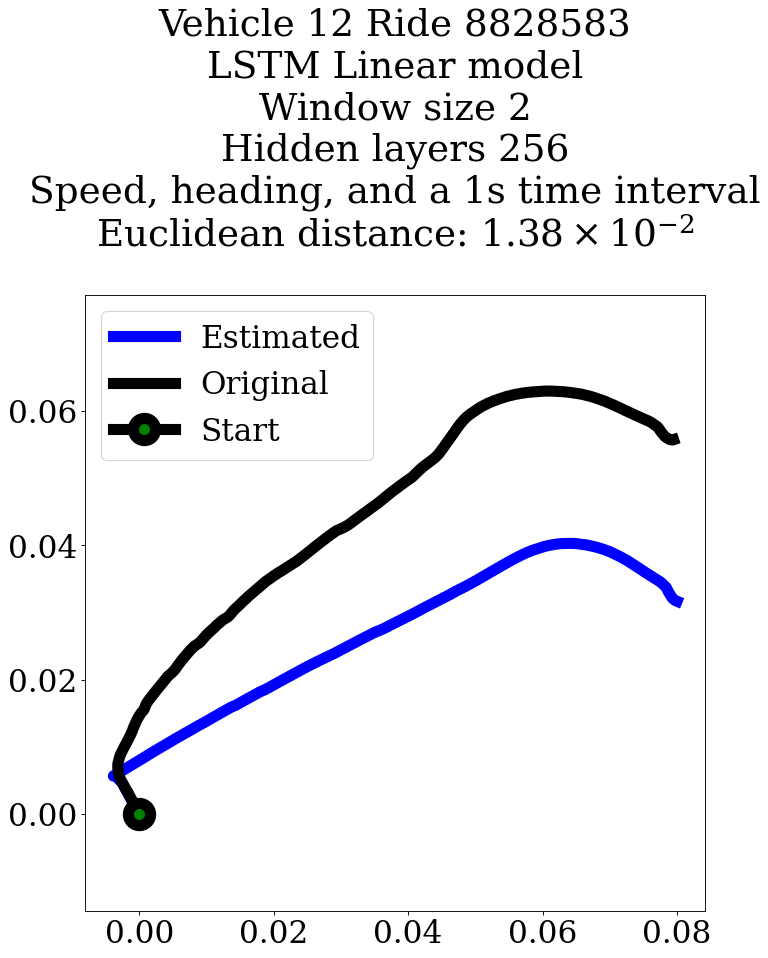 Vehicle 12 Ride 8828583
LSTM Linear model
Window size 2
Hidden layers 256
Speed, heading, and a 1s time interval
Euclidean distance: 1.38 × 10⁻²
Estimated
Original
Start
0.06
0.04
0.02
0.00
0.00 0.02 0.04 0.06 0.08